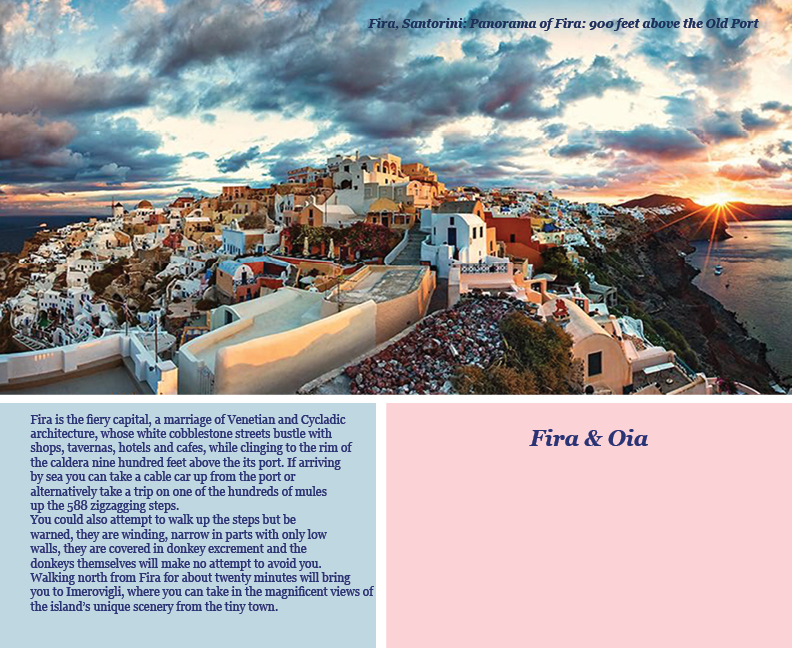 Fira, Santorini: Panorama of Fira: 900 feet above the Old Port
Fira is the fiery capital, a marriage of Venetian and Cycladic
architecture, whose white cobblestone streets bustle with
shops, tavernas, hotels and cafes, while clinging to the rim of
the caldera nine hundred feet above the its port. If arriving
by sea you can take a cable car up from the port or
alternatively take a trip on one of the hundreds of mules
up the 588 zigzagging steps.
You could also attempt to walk up the steps but be
warned, they are winding, narrow in parts with only low
walls, they are covered in donkey excrement and the
donkeys themselves will make no attempt to avoid you.
Walking north from Fira for about twenty minutes will bring
you to Imerovigli, where you can take in the magnificent views of
the island's unique scenery from the tiny town.
Fira & Oia